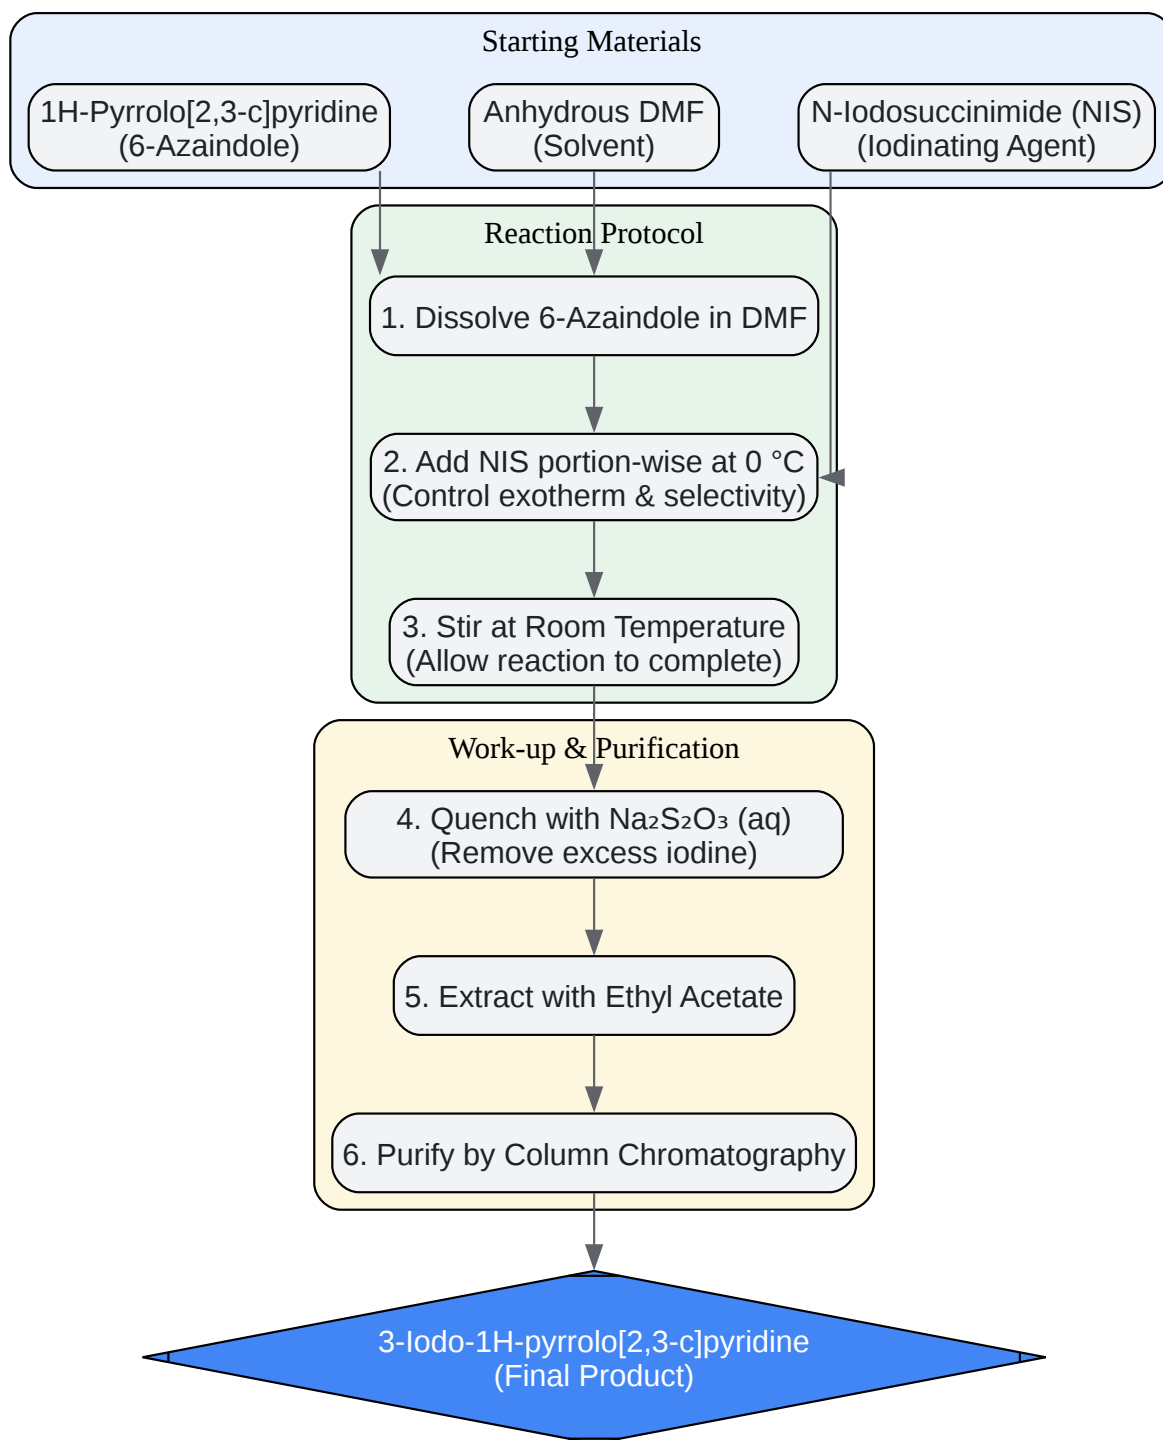 Starting Materials
1H-Pyrrolo[2,3-c]pyridine
(6-Azaindole)
Anhydrous DMF
(Solvent)
N-Iodosuccinimide (NIS)
(Iodinating Agent)
Reaction Protocol
1. Dissolve 6-Azaindole in DMF
2. Add NIS portion-wise at 0 °C
(Control exotherm & selectivity)
3. Stir at Room Temperature
(Allow reaction to complete)
Work-up & Purification
4. Quench with Na₂S₂O₃ (aq)
(Remove excess iodine)
5. Extract with Ethyl Acetate
6. Purify by Column Chromatography
3-Iodo-1H-pyrrolo[2,3-c]pyridine
(Final Product)